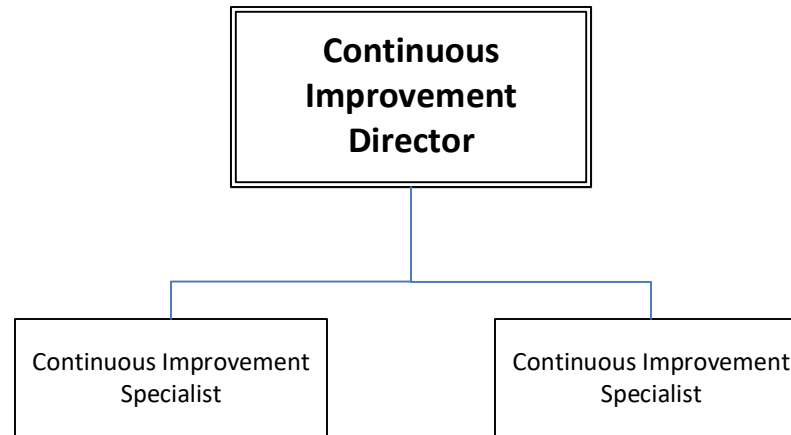 Continuous
Improvement
Director
Continuous Improvement
Specialist
Continuous Improvement
Specialist